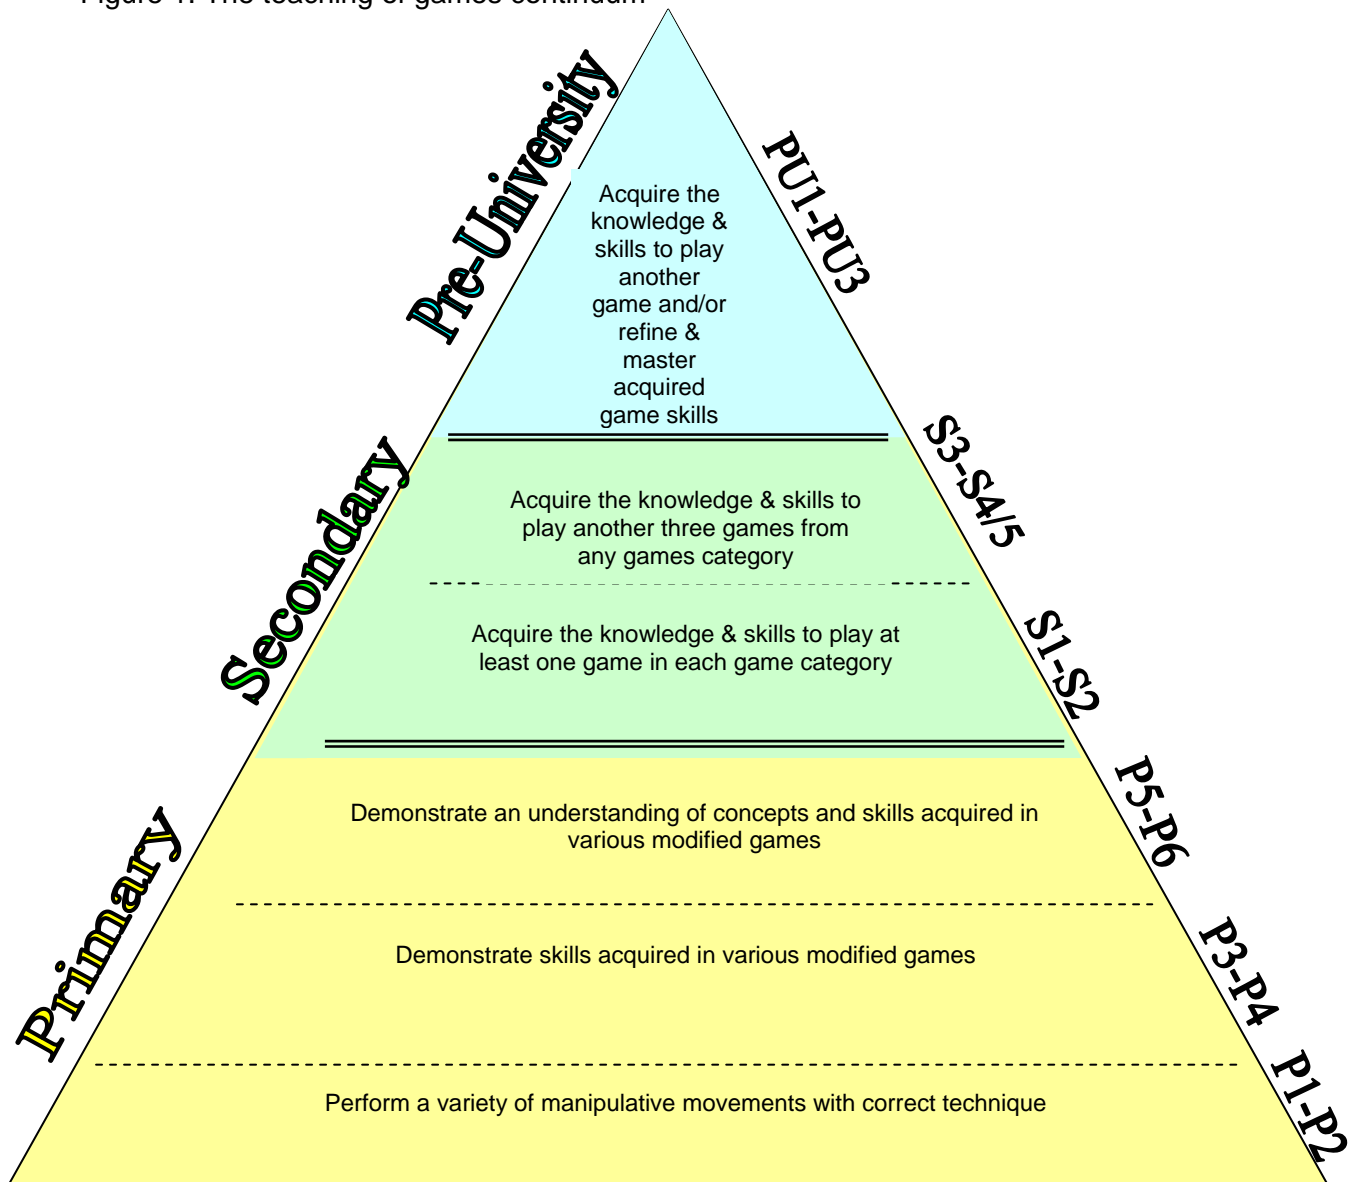 Figure 1: The teaching of games continuum
Pre-University
PU1-PU3
Acquire the
knowledge &
skills to play
another
game and/or
refine &
master
acquired
game skills
Secondary
S3-S4/5
Acquire the knowledge & skills to
play another three games from
any games category
S1-S2
Acquire the knowledge & skills to play at
least one game in each game category
Primary
P5-P6
Demonstrate an understanding of concepts and skills acquired in
various modified games
P3-P4
Demonstrate skills acquired in various modified games
P1-P2
Perform a variety of manipulative movements with correct technique